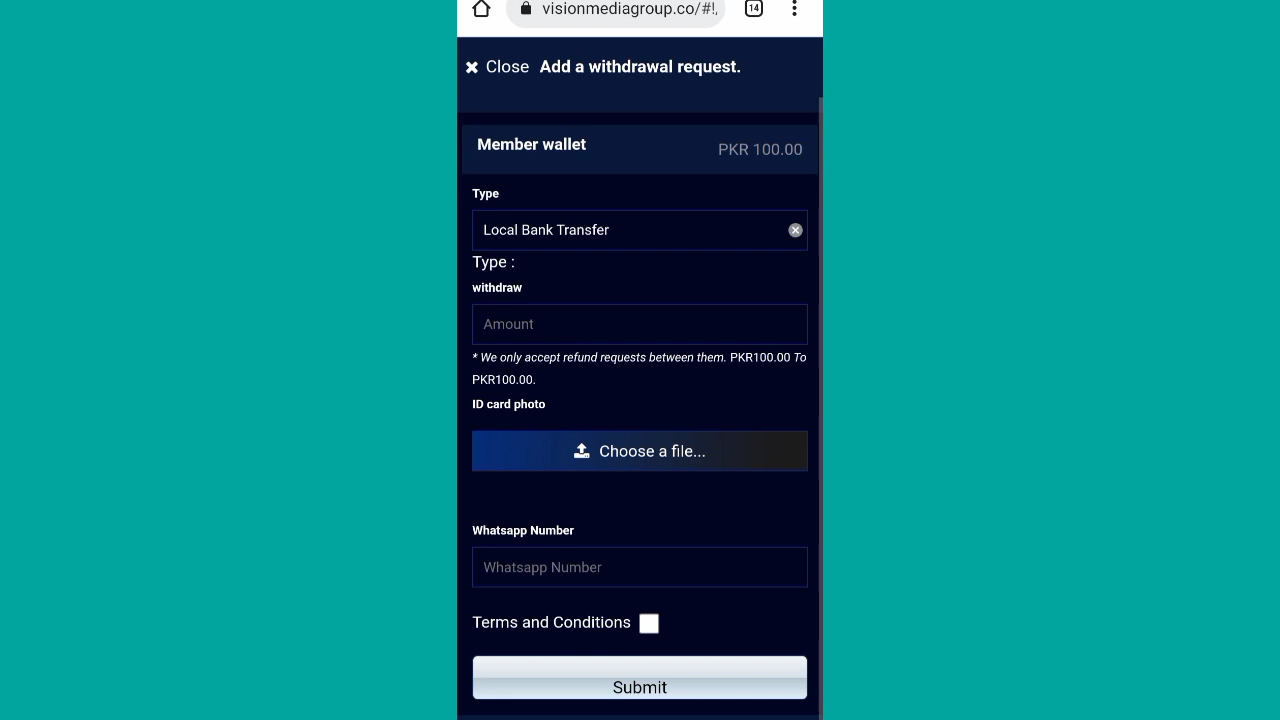 visionmediagroup.co/#!,
14
Close Add a withdrawal request.
Member wallet
PKR 100.00
Type
Local Bank Transfer
Type :
withdraw
Amount
* We only accept refund requests between them. PKR100.00 To
PKR100.00.
ID card photo
Choose a file...
Whatsapp Number
Whatsapp Number
Terms and Conditions
Submit